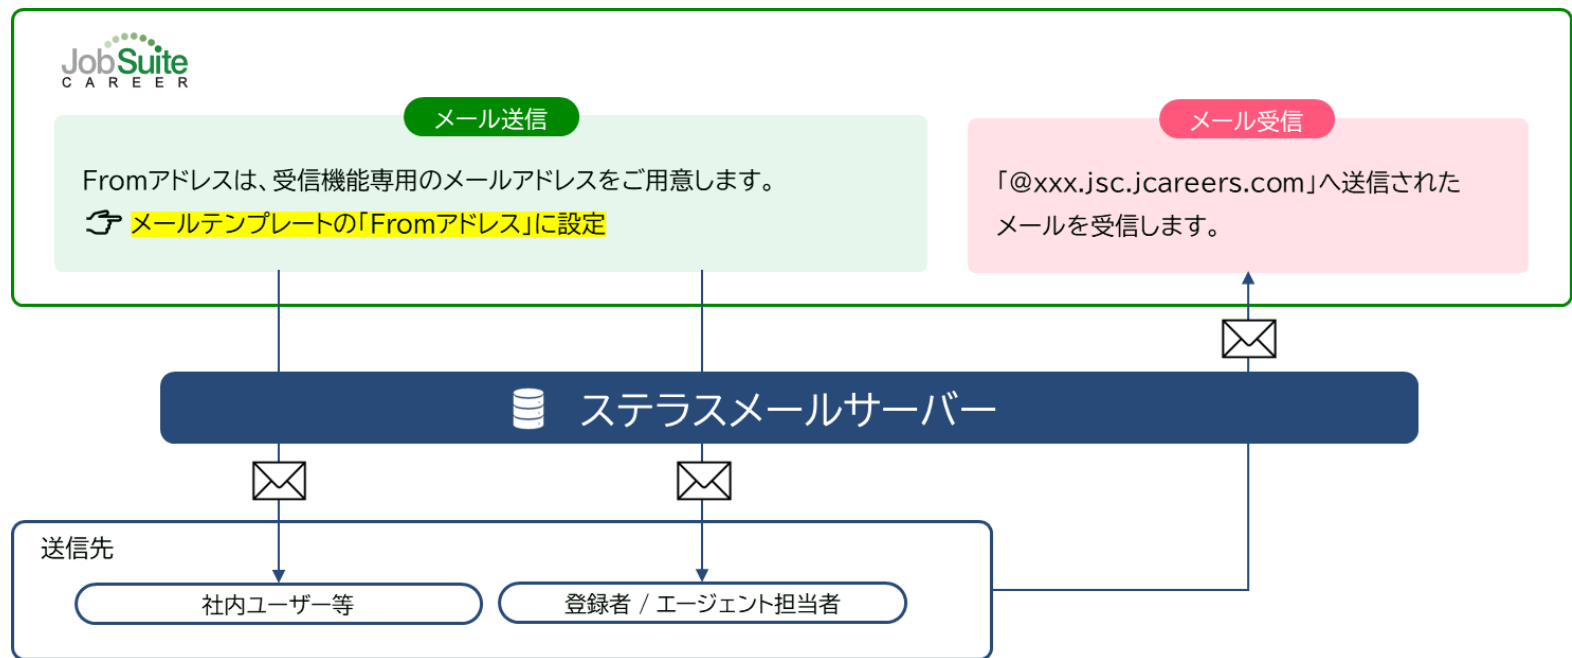 JobSuite
CAREER
メール送信
Fromアドレスは、受信機能専用のメールアドレスをご用意します。
メールテンプレートの「Fromアドレス」に設定
メール受信
「@xxx.jsc.jcareers.com」へ送信された
メールを受信します。
ステラスメールサーバー
送信先
社内ユーザー等
登録者 / エージェント担当者